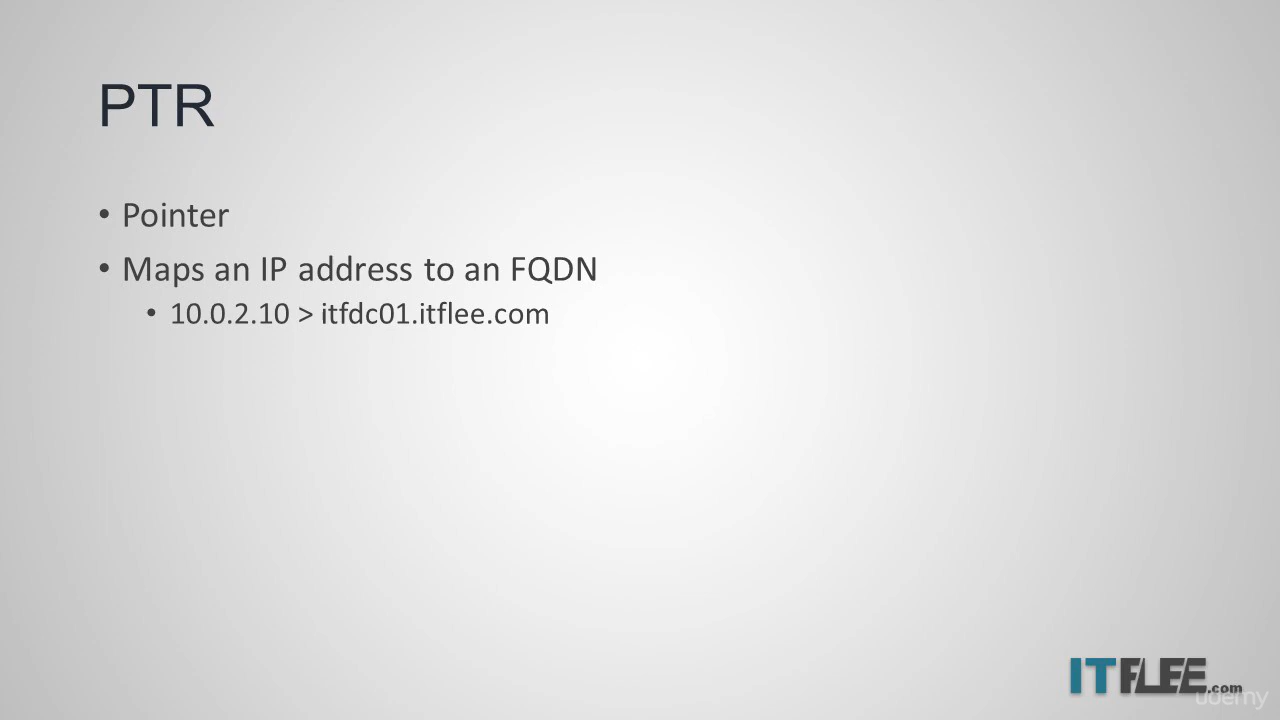 PTR
• Pointer
• Maps an IP address to an FQDN
• 10.0.2.10 > itfdc01.itflee.com
ITFLEE.com
udemy